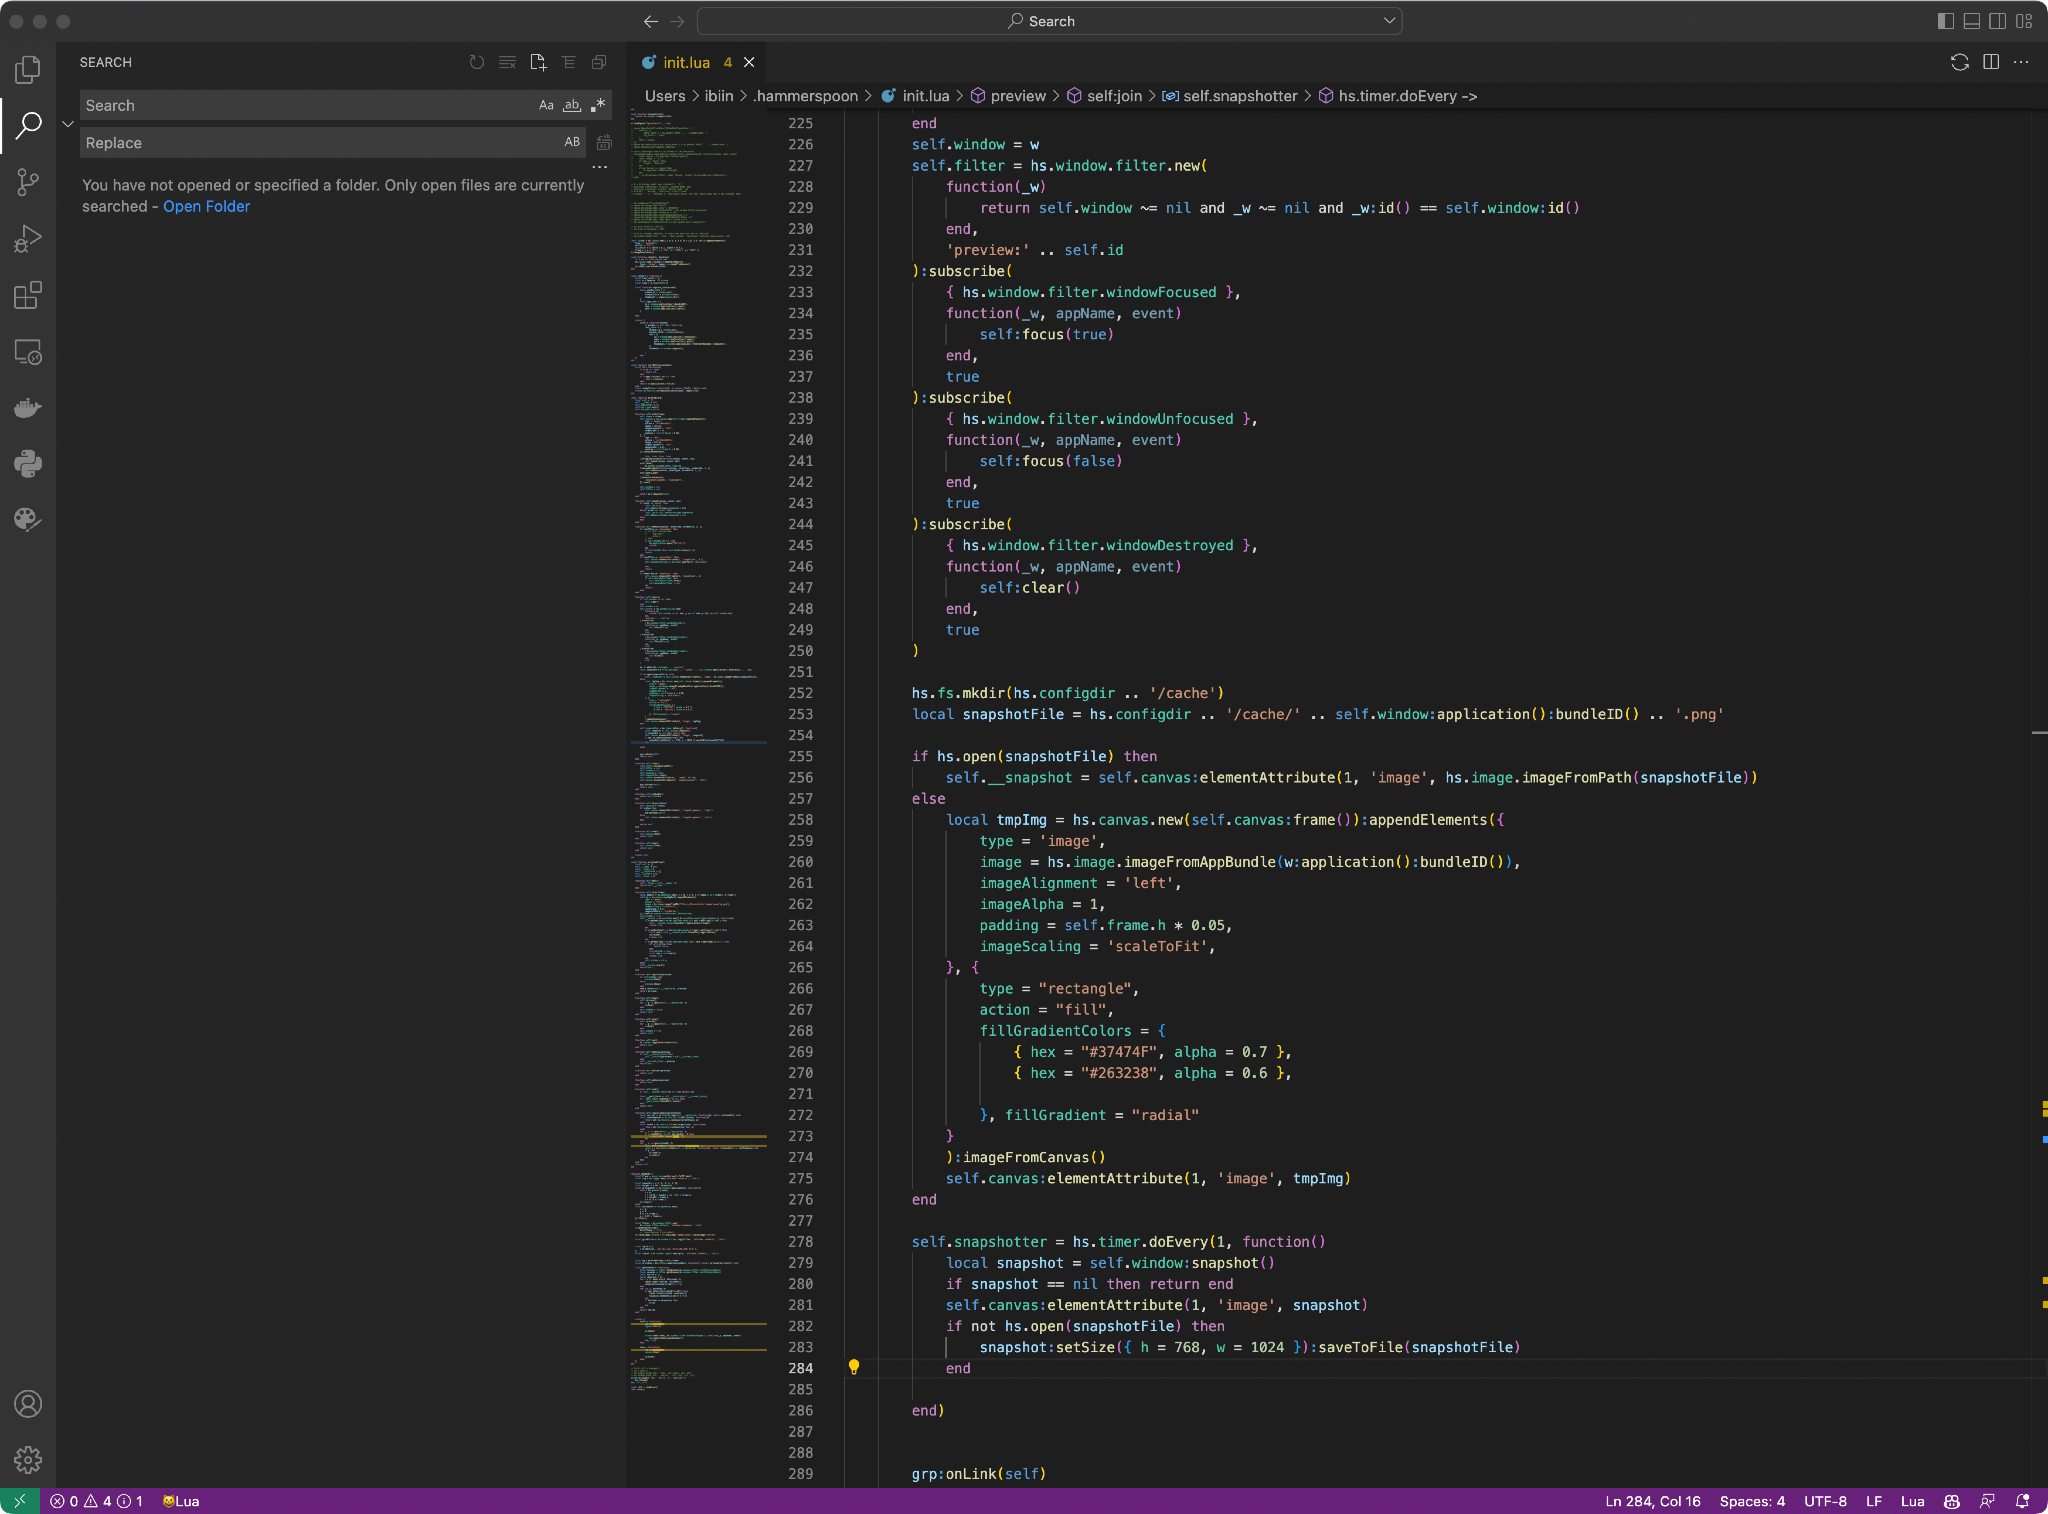 Search
SEARCH
Search
Aa ab .*
Replace
AB
...
You have not opened or specified a folder. Only open files are currently
searched - Open Folder
init.lua 4
Users > ibiin > .hammerspoon > init.lua > preview > self:join > self.snapshotter > hs.timer.doEvery ->
225 end
226 self.window = w
227 self.filter = hs.window.filter.new(
228 function(_w)
229 return self.window ~= nil and _w ~= nil and _w:id() == self.window:id()
230 end,
231 'preview:' .. self.id
232 ):subscribe(
233 { hs.window.filter.windowFocused },
234 function(_w, appName, event)
235 self:focus(true)
236 end,
237 true
238 ):subscribe(
239 { hs.window.filter.windowUnfocused },
240 function(_w, appName, event)
241 self:focus(false)
242 end,
243 true
244 ):subscribe(
245 { hs.window.filter.windowDestroyed },
246 function(_w, appName, event)
247 self:clear()
248 end,
249 true
250 )
251
252 hs.fs.mkdir(hs.configdir .. '/cache')
253 local snapshotFile = hs.configdir .. '/cache/' .. self.window:application():bundleID() .. '.png'
254
255 if hs.open(snapshotFile) then
256 self.__snapshot = self.canvas:elementAttribute(1, 'image', hs.image.imageFromPath(snapshotFile))
257 else
258 local tmpImg = hs.canvas.new(self.canvas:frame()):appendElements({
259 type = 'image',
260 image = hs.image.imageFromAppBundle(w:application():bundleID()),
261 imageAlignment = 'left',
262 imageAlpha = 1,
263 padding = self.frame.h * 0.05,
264 imageScaling = 'scaleToFit',
265 }, {
266 type = "rectangle",
267 action = "fill",
268 fillGradientColors = {
269 { hex = "#37474F", alpha = 0.7 },
270 { hex = "#263238", alpha = 0.6 },
271
272 }, fillGradient = "radial"
273 }
274 ):imageFromCanvas()
275 self.canvas:elementAttribute(1, 'image', tmpImg)
276 end
277
278 self.snapshotter = hs.timer.doEvery(1, function()
279 local snapshot = self.window:snapshot()
280 if snapshot == nil then return end
281 self.canvas:elementAttribute(1, 'image', snapshot)
282 if not hs.open(snapshotFile) then
283 snapshot:setSize({ h = 768, w = 1024 }):saveToFile(snapshotFile)
284 end
285
286 end)
287
288
289 grp:onLink(self)
0 4 1 Lua
Ln 284, Col 16 Spaces: 4 UTF-8 LF Lua